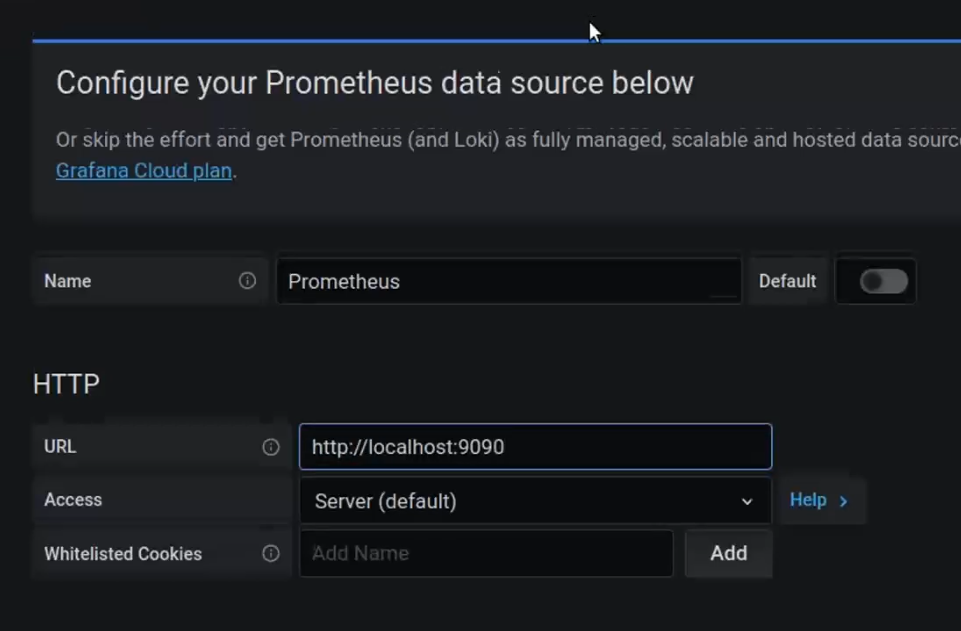 Configure your Prometheus data source below
Or skip the effort and get Prometheus (and Loki) as fully managed, scalable and hosted data
Grafana Cloud plan.
Name Prometheus Default
HTTP
URL http://localhost:9090
Access Server (default) Help >
Whitelisted Cookies Add Name Add